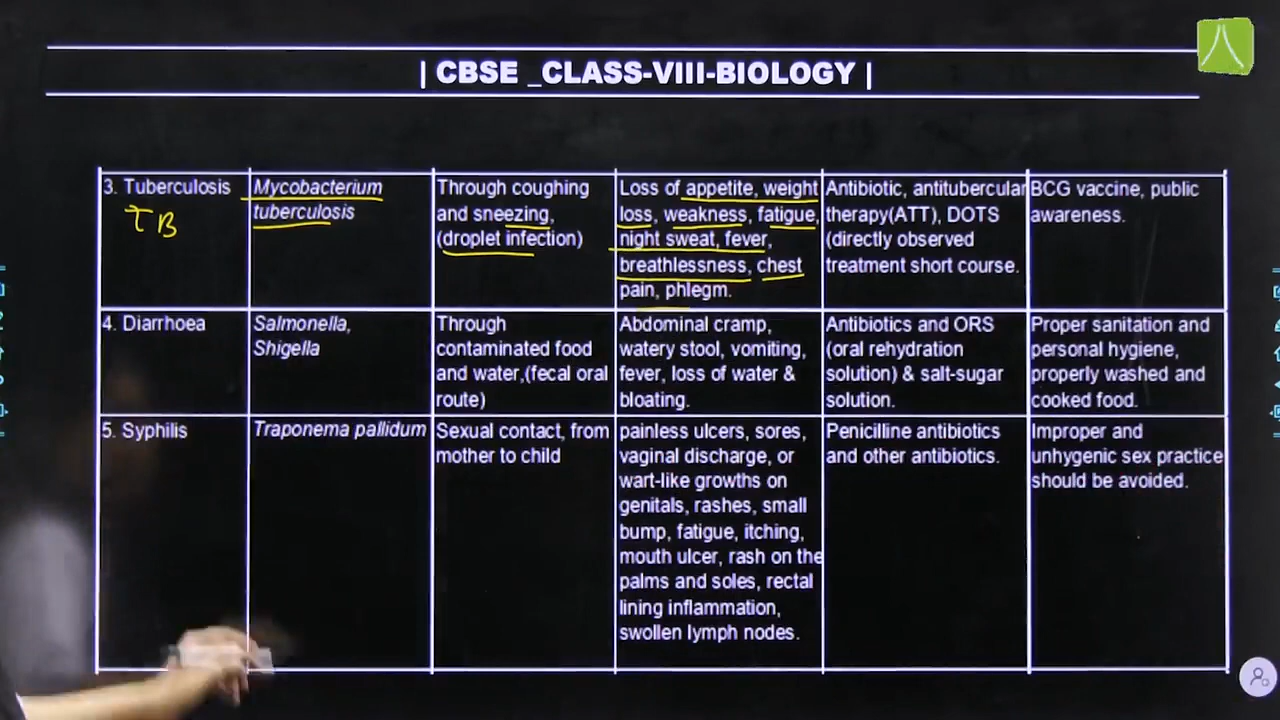 | CBSE _CLASS-VIII-BIOLOGY |
3. Tuberculosis
TB
Mycobacterium
tuberculosis
Through coughing
and sneezing,
(droplet infection)
Loss of appetite, weight
loss, weakness, fatigue,
night sweat, fever,
breathlessness, chest
pain, phlegm.
Antibiotic, antitubercular
therapy(ATT), DOTS
(directly observed
treatment short course.
BCG vaccine, public
awareness.
4. Diarrhoea
Salmonella,
Shigella
Through
contaminated food
and water,(fecal oral
route)
Abdominal cramp,
watery stool, vomiting,
fever, loss of water &
bloating.
Antibiotics and ORS
(oral rehydration
solution) & salt-sugar
solution.
Proper sanitation and
personal hygiene,
properly washed and
cooked food.
5. Syphilis
Traponema pallidum
Sexual contact, from
mother to child
painless ulcers, sores,
vaginal discharge, or
wart-like growths on
genitals, rashes, small
bump, fatigue, itching,
mouth ulcer, rash on the
palms and soles, rectal
lining inflammation,
swollen lymph nodes.
Penicilline antibiotics
and other antibiotics.
Improper and
unhygenic sex practice
should be avoided.